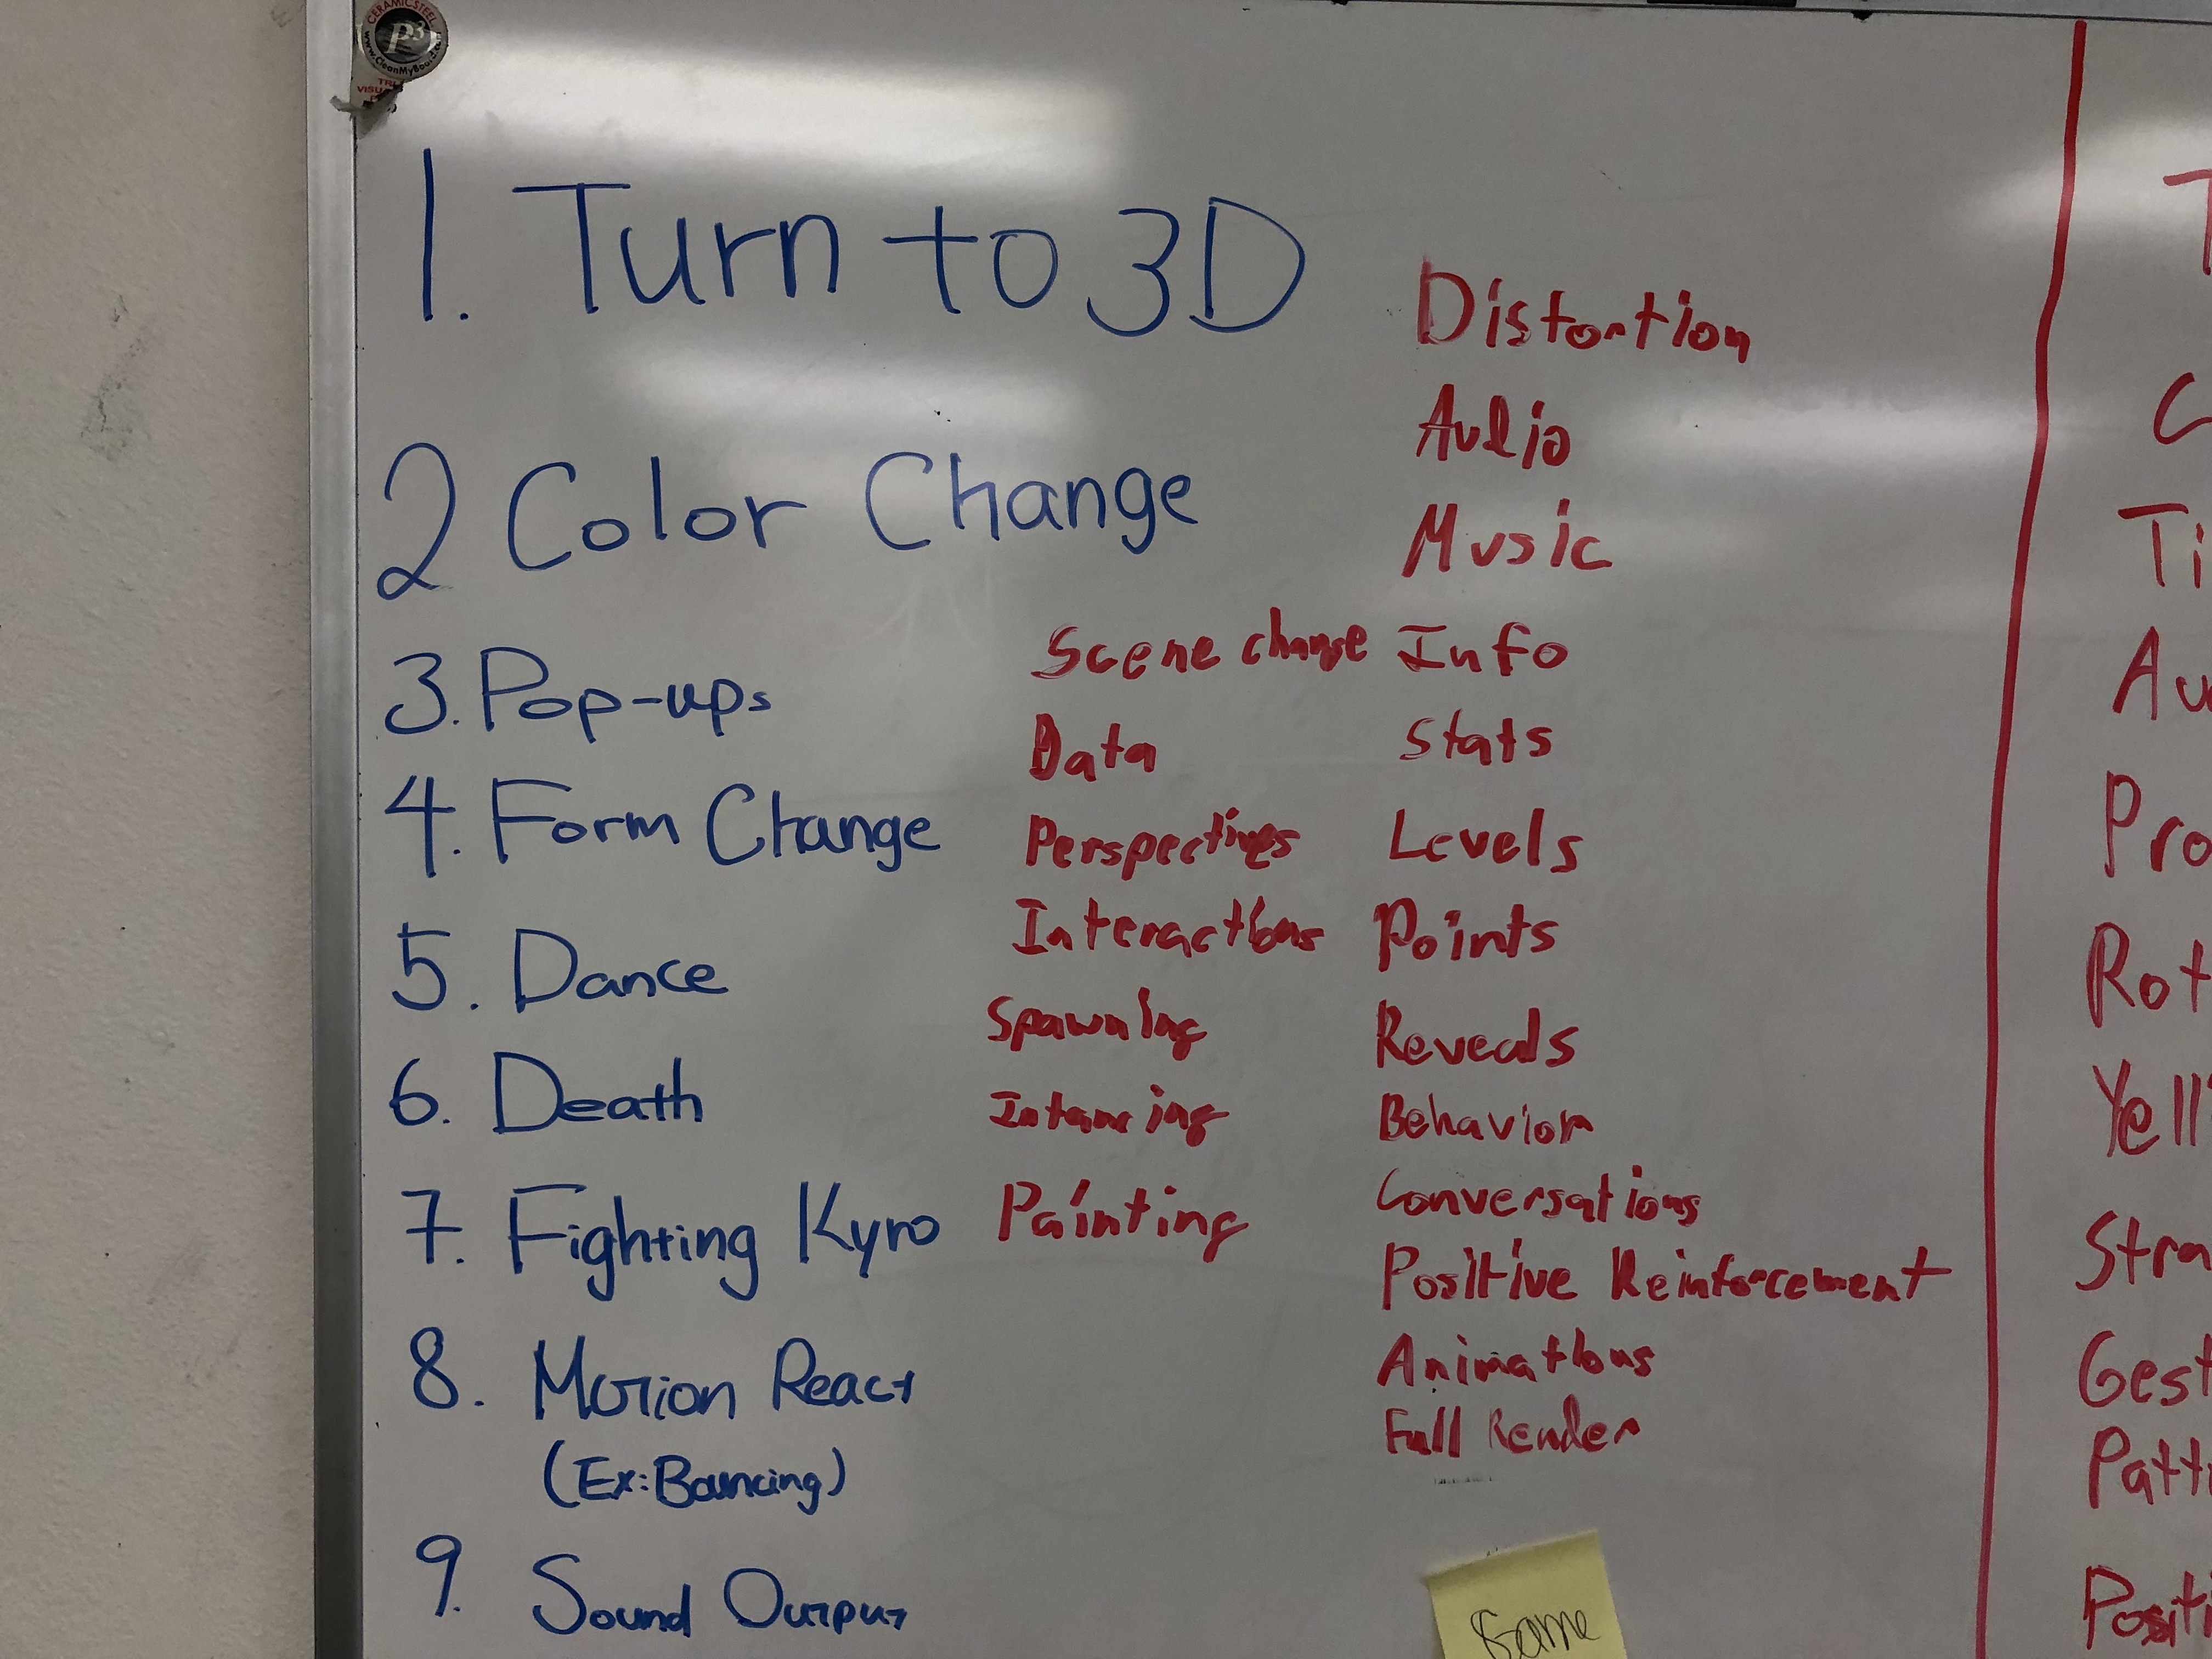 CERAMICSTEEL
P3
www.CleanMyBoard.com
1. Turn to 3D
2 Color Change
3. Pop-ups
4. Form Change
5. Dance
6. Death
7. Fighting Kyro
8. Motion React
(Ex: Bouncing)
9. Sound Output
Scene change
Data
Perspectives
Interactions
Spawning
Intancing
Painting
Distortion
Audio
Music
Info
Stats
Levels
Points
Reveals
Behavior
Conversations
Positive Reinforcement
Animations
Full Render
Game
T
C
Ti
Au
Pro
Rot
Yell
Stra
Gest
Patt
Positi